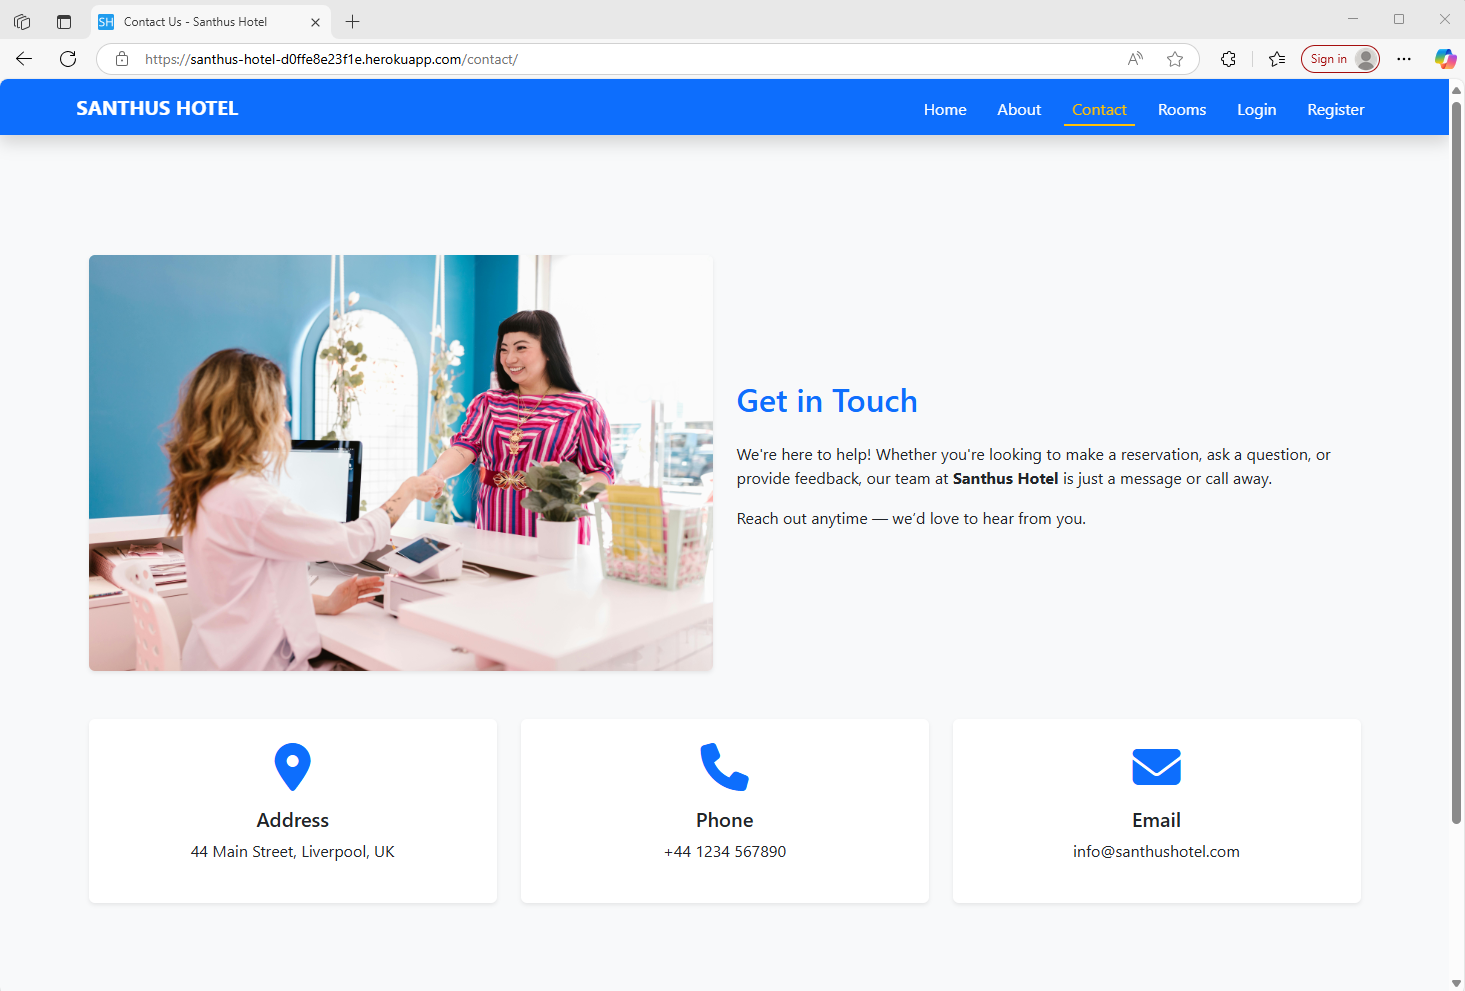 SH Contact Us - Santhus Hotel
https://santhus-hotel-d0ffe8e23f1e.herokuapp.com/contact/
Sign in
SANTHUS HOTEL
Home About Contact Rooms Login Register
Get in Touch
We're here to help! Whether you're looking to make a reservation, ask a question, or
provide feedback, our team at Santhus Hotel is just a message or call away.
Reach out anytime — we’d love to hear from you.
Address
44 Main Street, Liverpool, UK
Phone
+44 1234 567890
Email
info@santhushotel.com